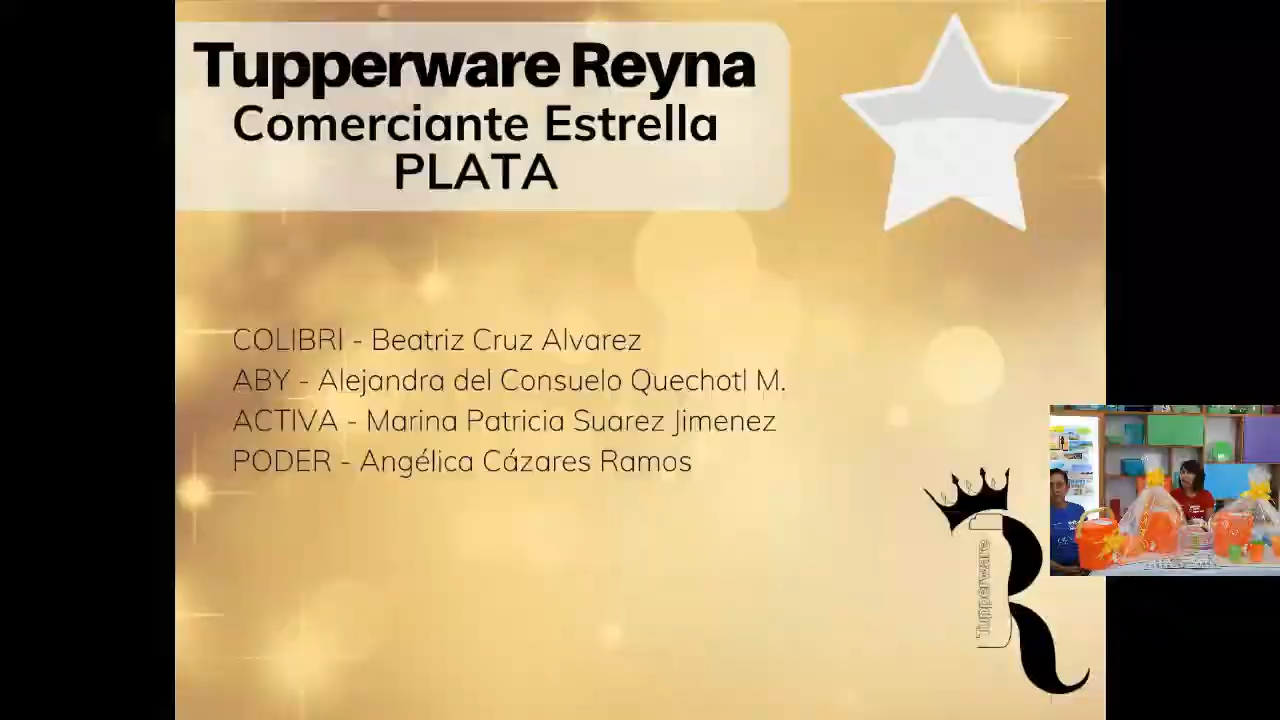 Tupperware Reyna
Comerciante Estrella
PLATA
COLIBRI - Beatriz Cruz Alvarez
ABY - Alejandra del Consuelo Quechotl M.
ACTIVA - Marina Patricia Suarez Jimenez
PODER - Angélica Cázares Ramos
Tupperware
R